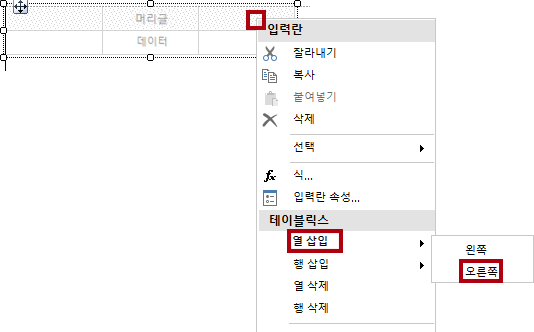 머리글
데이터
입력란
잘라내기
복사
붙여넣기
삭제
선택
fx 식...
입력란 속성...
테이블릭스
열 삽입
왼쪽
오른쪽
행 삽입
열 삭제
행 삭제